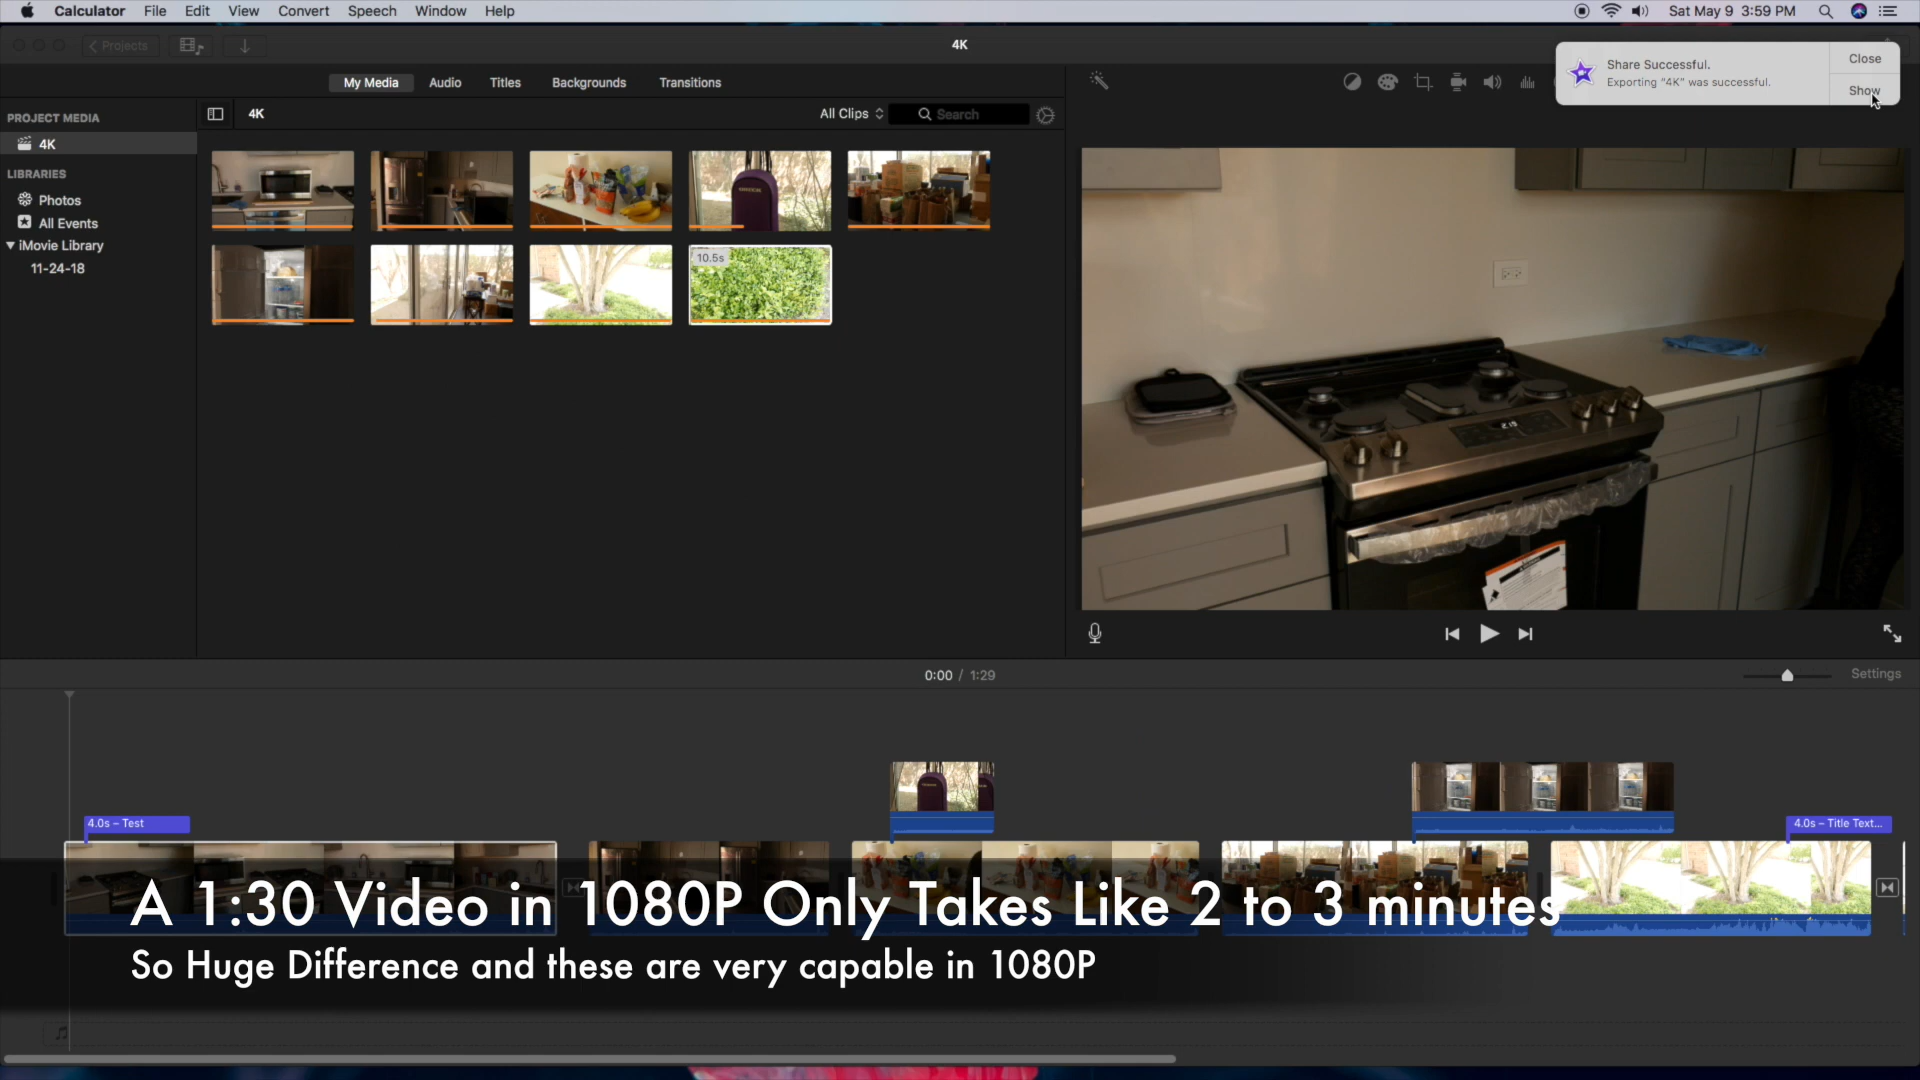 Calculator File Edit View Convert Speech Window Help
Sat May 9 3:59 PM
Projects
4K
Share Successful.
Exporting "4K" was successful.
Close
Show
My Media Audio Titles Backgrounds Transitions
PROJECT MEDIA
4K
LIBRARIES
Photos
All Events
iMovie Library
11-24-18
4K
All Clips
Search
10.5s
0:00 / 1:29
Settings
4.0s – Test
4.0s – Title Text...
A 1:30 Video in 1080P Only Takes Like 2 to 3 minutes
So Huge Difference and these are very capable in 1080P